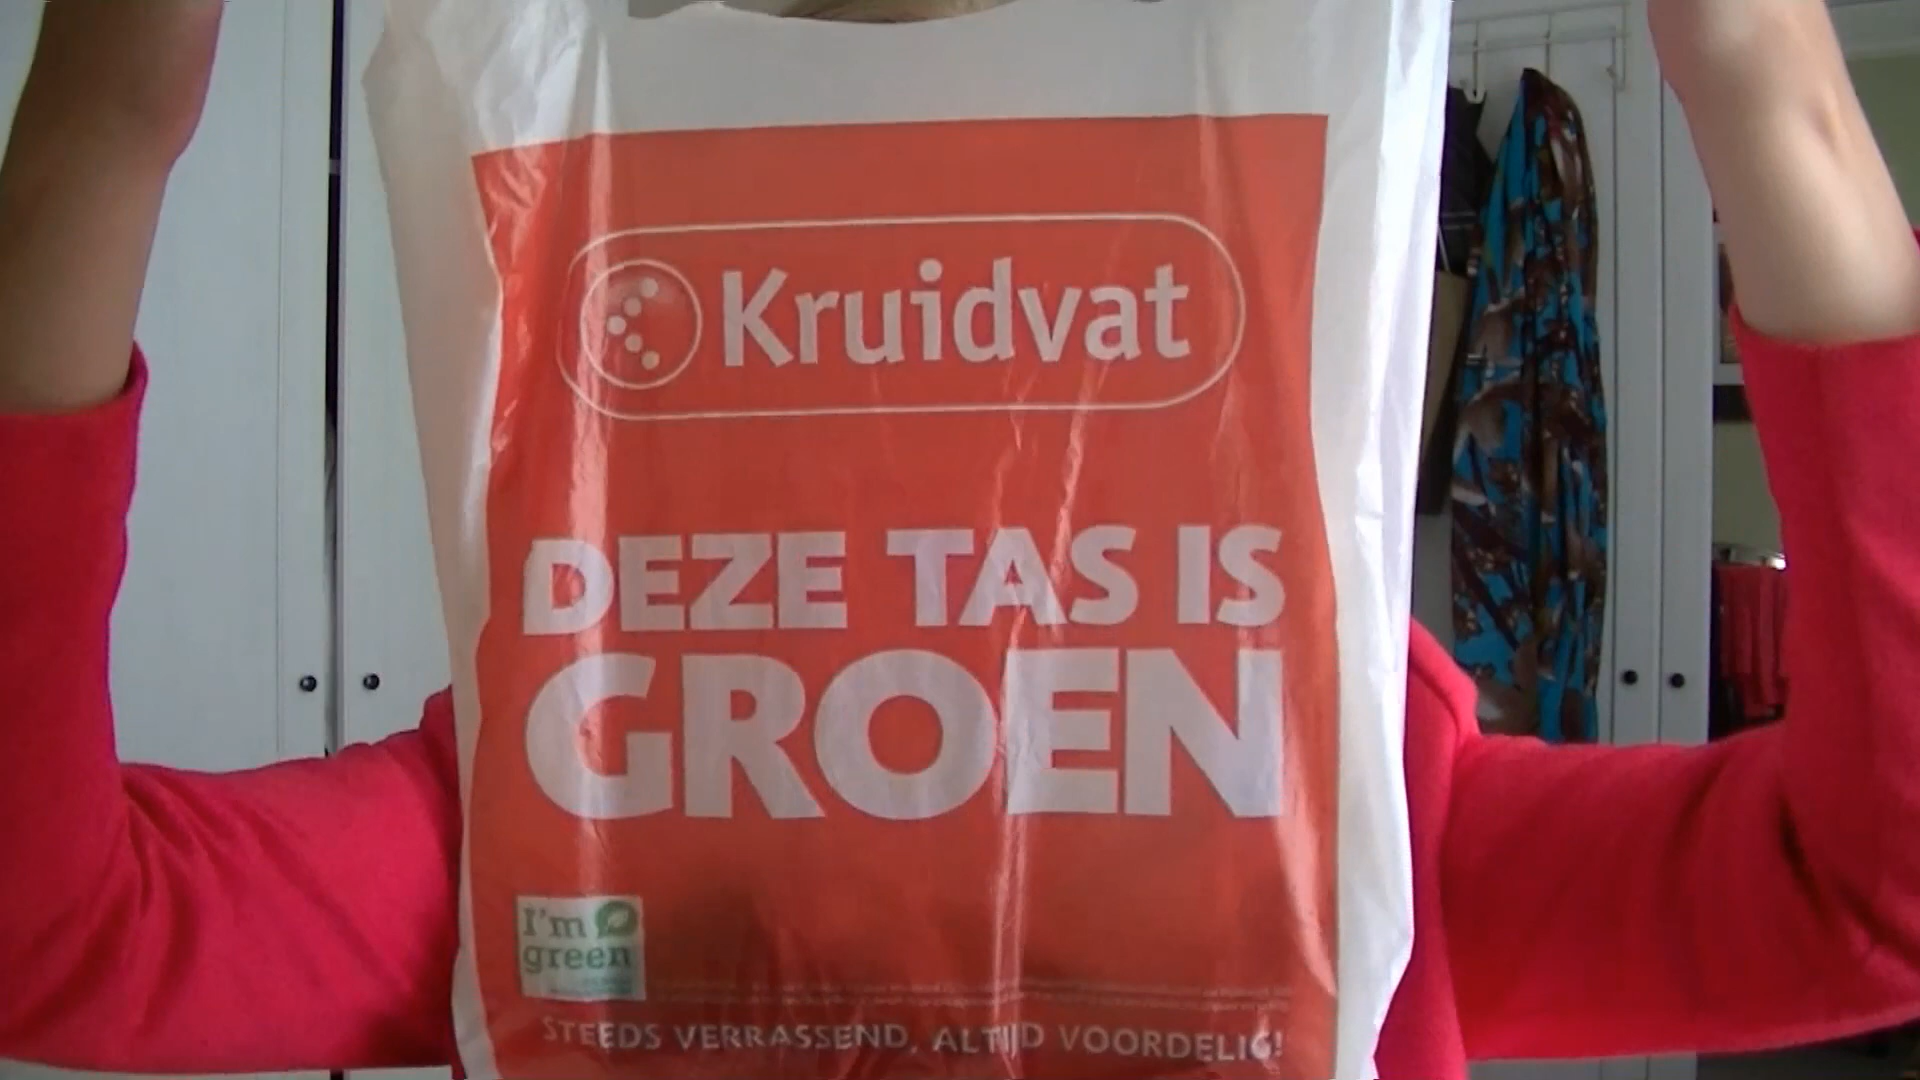 Kruidvat
DEZE TAS IS
GROEN
I'm
green
STEEDS VERRASSEND, ALTIJD VOORDELIG!